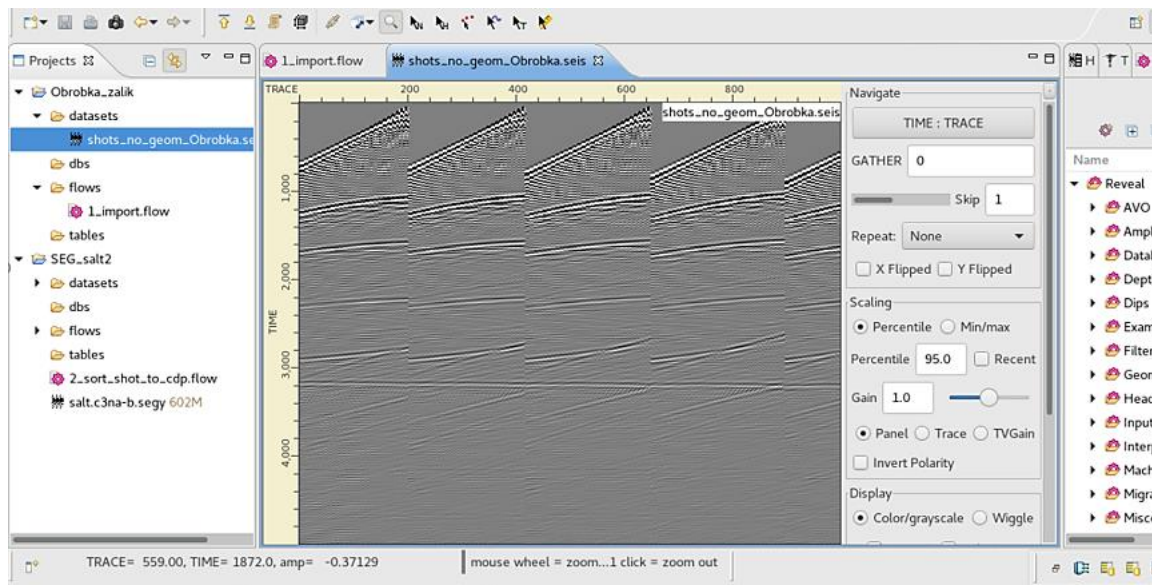 Projects
1_import.flow
shots_no_geom_Obrobka.seis
H
T
Obrobka_zalik
datasets
shots_no_geom_Obrobka.se
dbs
flows
1_import.flow
tables
SEG_salt2
datasets
dbs
flows
tables
2_sort_shot_to_cdp.flow
salt.c3na-b.segy 602M
TRACE
200
400
600
800
shots_no_geom_Obrobka.seis
TIME
1,000
2,000
3,000
4,000
Navigate
TIME : TRACE
GATHER 0
Skip 1
Repeat: None
X Flipped Y Flipped
Scaling
Percentile Min/max
Percentile 95.0 Recent
Gain 1.0
Panel Trace TVGain
Invert Polarity
Display
Color/grayscale Wiggle
Name
Reveal
AVO
Ampl
Datal
Dept
Dips
Exam
Filter
Geor
Head
Input
Inter
Mach
Migra
Misc
TRACE= 559.00, TIME= 1872.0, amp= -0.37129
mouse wheel = zoom...1 click = zoom out